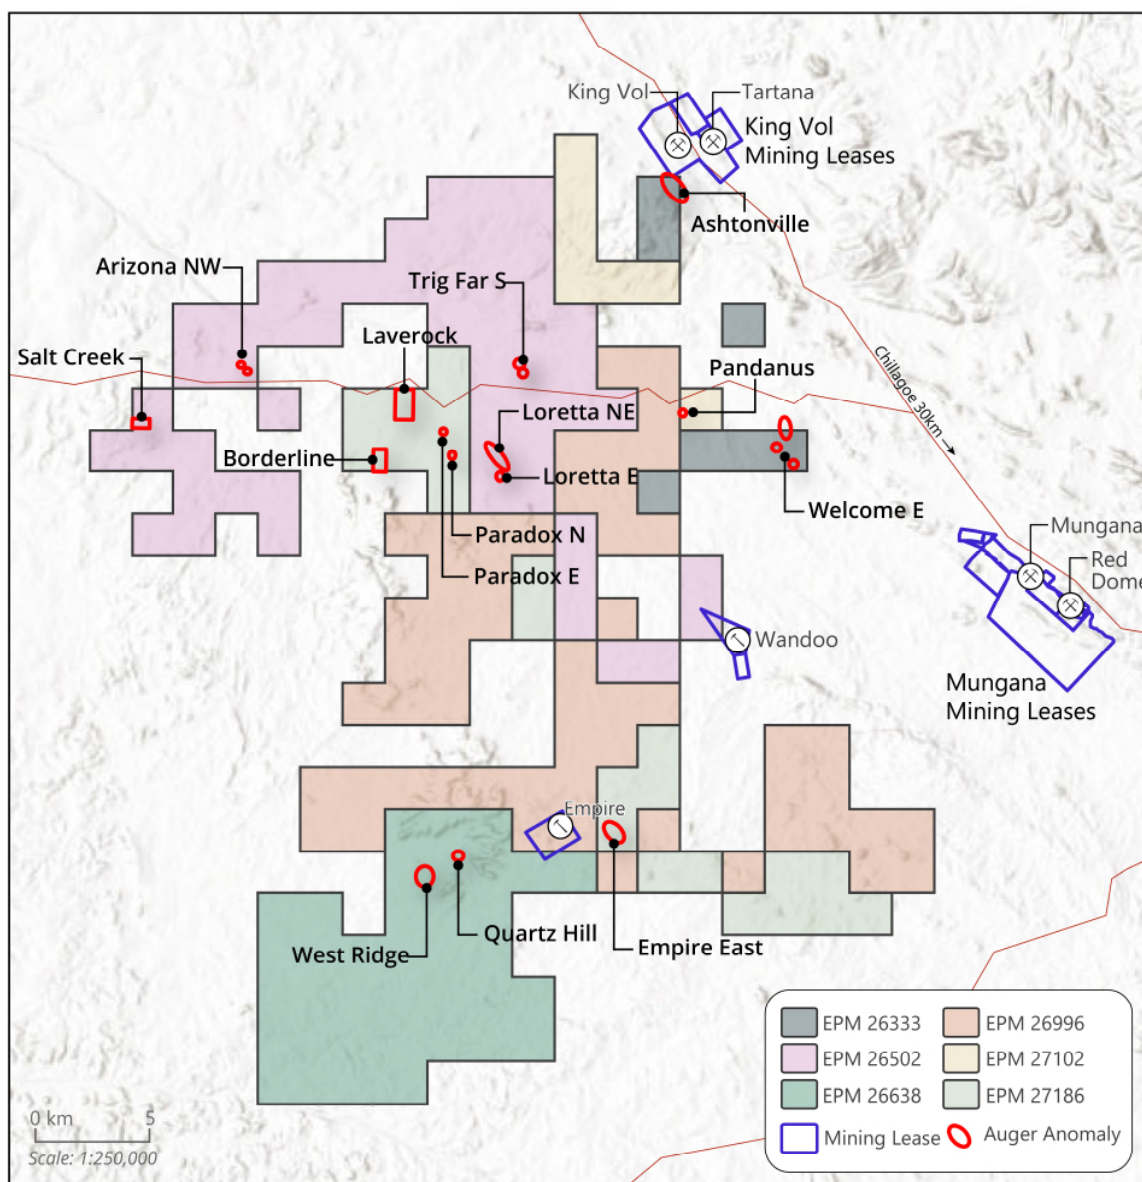 King Vol
Tartana
King Vol
Mining Leases
Ashtonville
Arizona NW
Trig Far S
Salt Creek
Laverock
Pandanus
Chillagoe 30km
Loretta NE
Borderline
Loretta E
Welcome E
Paradox N
Mungana
Paradox E
Red
Dome
Wandoo
Mungana
Mining Leases
Empire
Quartz Hill
West Ridge
Empire East
EPM 26333
EPM 26996
EPM 26502
EPM 27102
EPM 26638
EPM 27186
Mining Lease
Auger Anomaly
0 km 5
Scale: 1:250,000